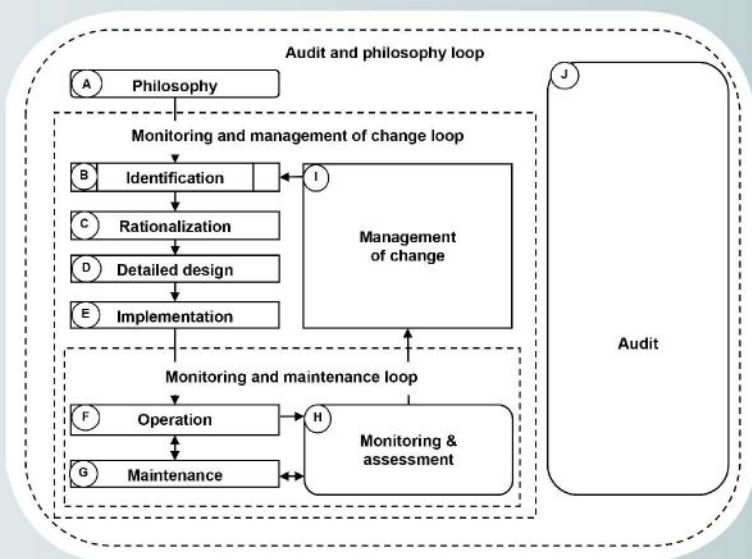 Audit and philosophy loop
J
A
Philosophy
Monitoring and management of change loop
B
Identification
I
C
Rationalization
Management
of change
D
Detailed design
E
Implementation
Audit
Monitoring and maintenance loop
F
Operation
H
Monitoring &
assessment
G
Maintenance